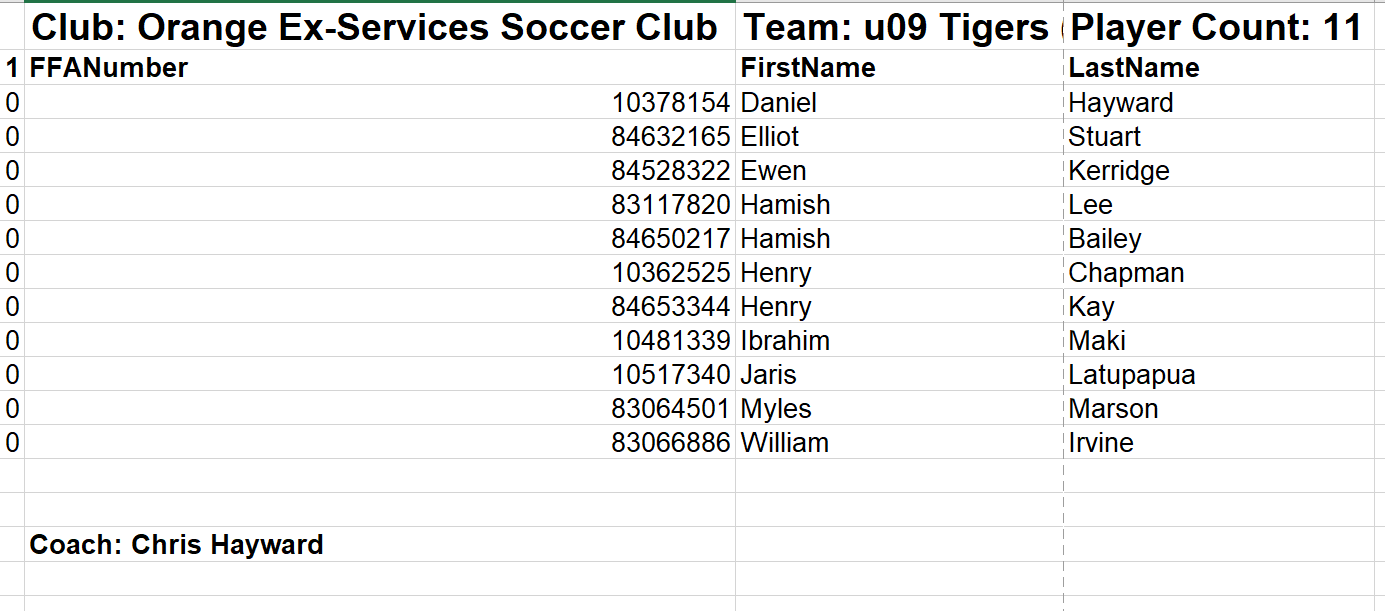 Club: Orange Ex-Services Soccer Club Team: u09 Tigers ( Player Count: 11
1 FFANumber FirstName LastName
0 10378154 Daniel Hayward
0 84632165 Elliot Stuart
0 84528322 Ewen Kerridge
0 83117820 Hamish Lee
0 84650217 Hamish Bailey
0 10362525 Henry Chapman
0 84653344 Henry Kay
0 10481339 Ibrahim Maki
0 10517340 Jaris Latupapua
0 83064501 Myles Marson
0 83066886 William Irvine
Coach: Chris Hayward